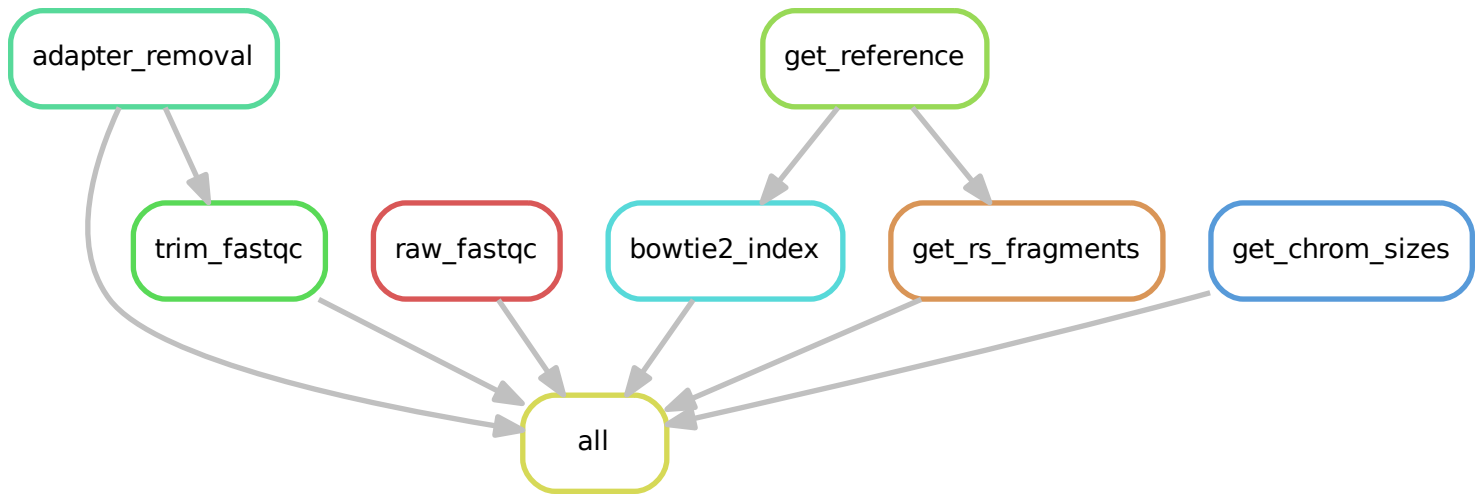 adapter_removal
get_reference
trim_fastqc
raw_fastqc
bowtie2_index
get_rs_fragments
get_chrom_sizes
all